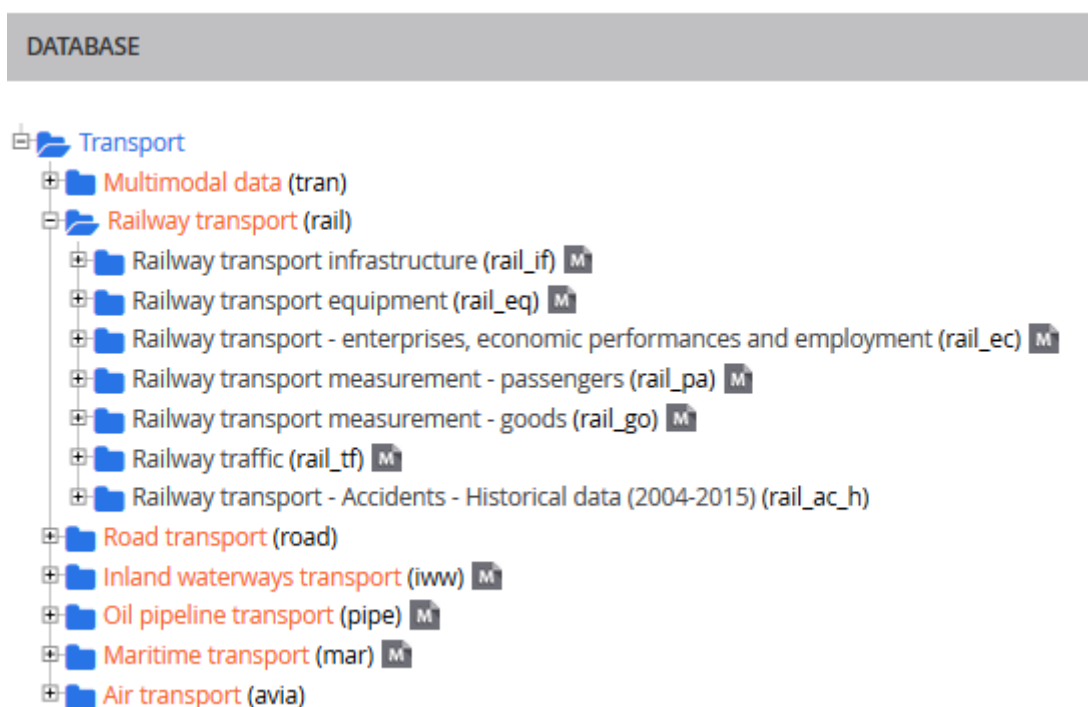 DATABASE
Transport
Multimodal data (tran)
Railway transport (rail)
Railway transport infrastructure (rail_if) M
Railway transport equipment (rail_eq) M
Railway transport - enterprises, economic performances and employment (rail_ec) M
Railway transport measurement - passengers (rail_pa) M
Railway transport measurement - goods (rail_go) M
Railway traffic (rail_tf) M
Railway transport - Accidents - Historical data (2004-2015) (rail_ac_h)
Road transport (road)
Inland waterways transport (iww) M
Oil pipeline transport (pipe) M
Maritime transport (mar) M
Air transport (avia)